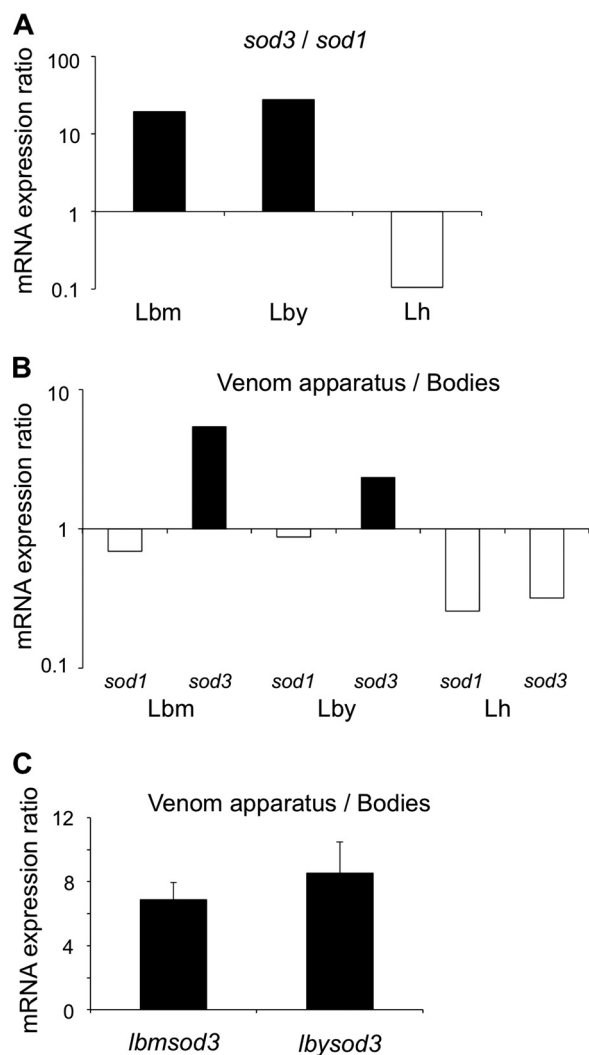 A
sod3 / sod1
mRNA expression ratio
100
10
1
0.1
Lbm Lby Lh
B
Venom apparatus / Bodies
mRNA expression ratio
10
1
0.1
sod1 sod3 sod1 sod3 sod1 sod3
Lbm Lby Lh
C
Venom apparatus / Bodies
mRNA expression ratio
12
8
4
0
lbmsod3 lbysod3